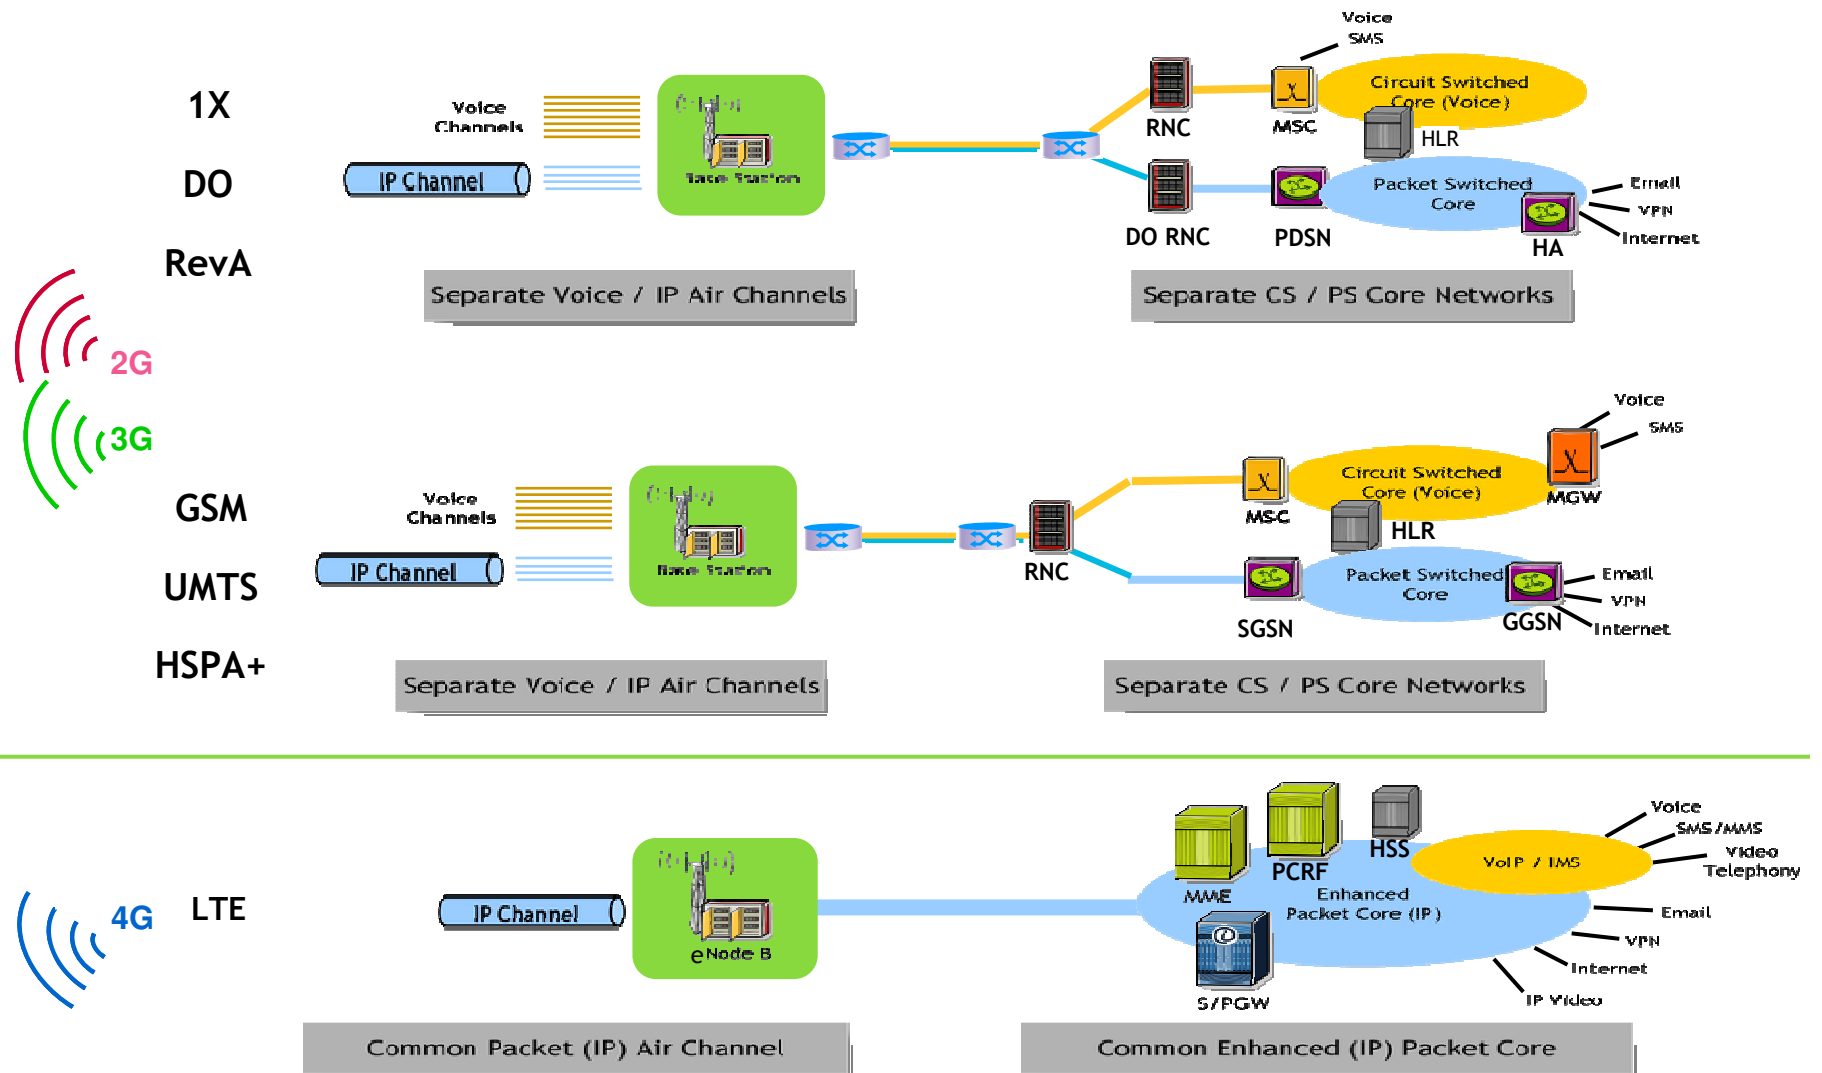 Voice
SMS
1X
Voice
Channels
Circuit Switched
Core (Voice)
RNC
MSC
HLR
DO
IP Channel
Base Station
Packet Switched
Core
Email
VPN
Internet
DO RNC
PDSN
HA
RevA
Separate Voice / IP Air Channels
Separate CS / PS Core Networks
2G
3G
Voice
SMS
GSM
Voice
Channels
Circuit Switched
Core (Voice)
MSC
MGW
HLR
UMTS
IP Channel
Base Station
RNC
Packet Switched
Core
Email
VPN
Internet
SGSN
GGSN
HSPA+
Separate Voice / IP Air Channels
Separate CS / PS Core Networks
Voice
SMS/MMS
Video
Telephony
HSS
VoIP / IMS
PCRF
MME
Enhanced
Packet Core (IP)
4G
LTE
IP Channel
eNode B
Email
VPN
Internet
IP Video
S/PGW
Common Packet (IP) Air Channel
Common Enhanced (IP) Packet Core